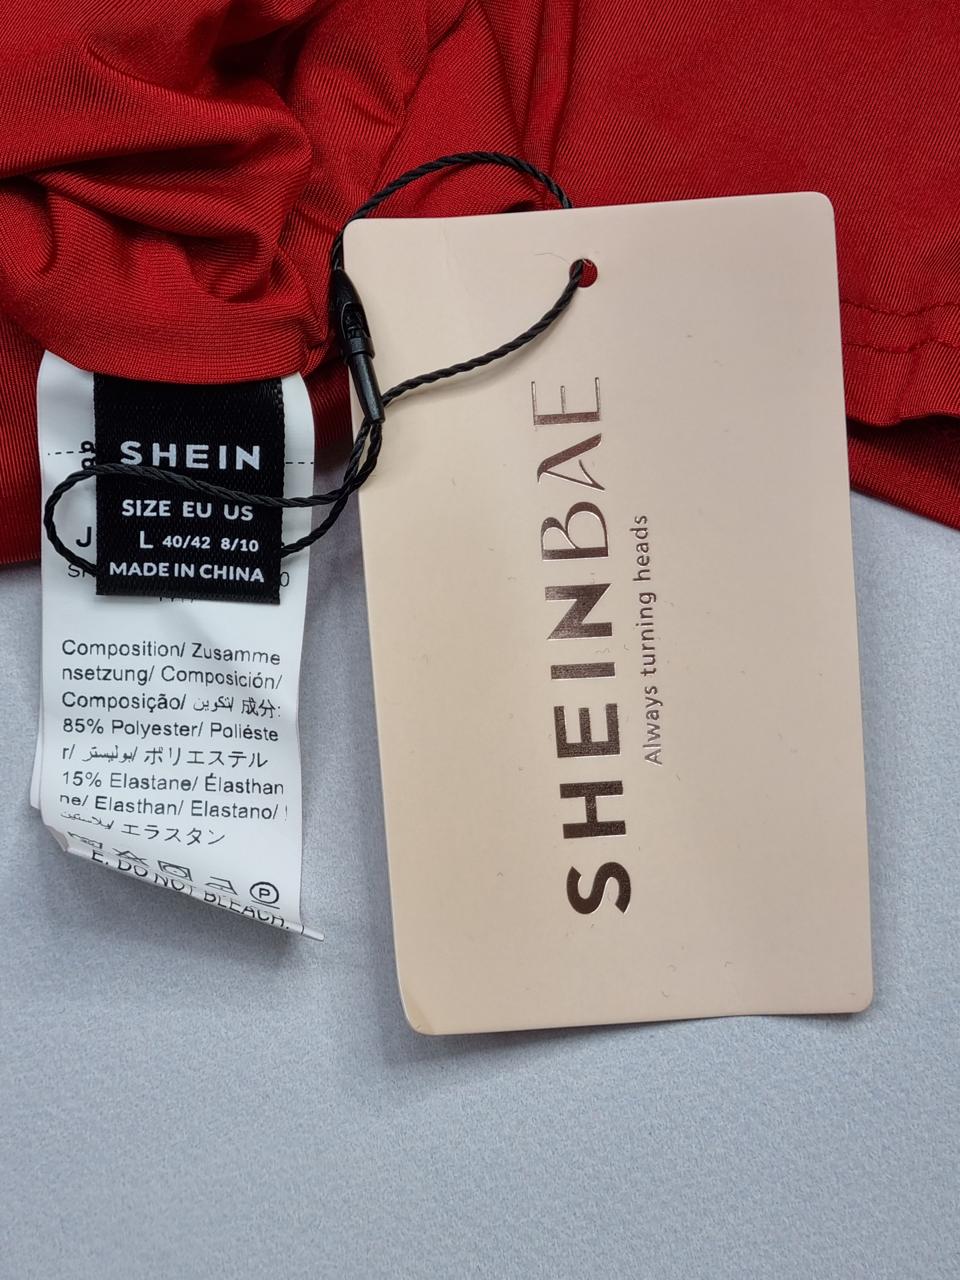 SHEIN
SIZE EU US
L 40/42 8/10
MADE IN CHINA
Composition/ Zusamme
nsetzung/ Composición/
Composição/ التكوين/ 成分:
85% Polyester/ Poliéste
r/ بوليستر/ ポリエステル
15% Elastane/ Élasthan
ne/ Elasthan/ Elastano/
エラスタン
E. DO NOT BLEACH.
SHEINBAE
Always turning heads